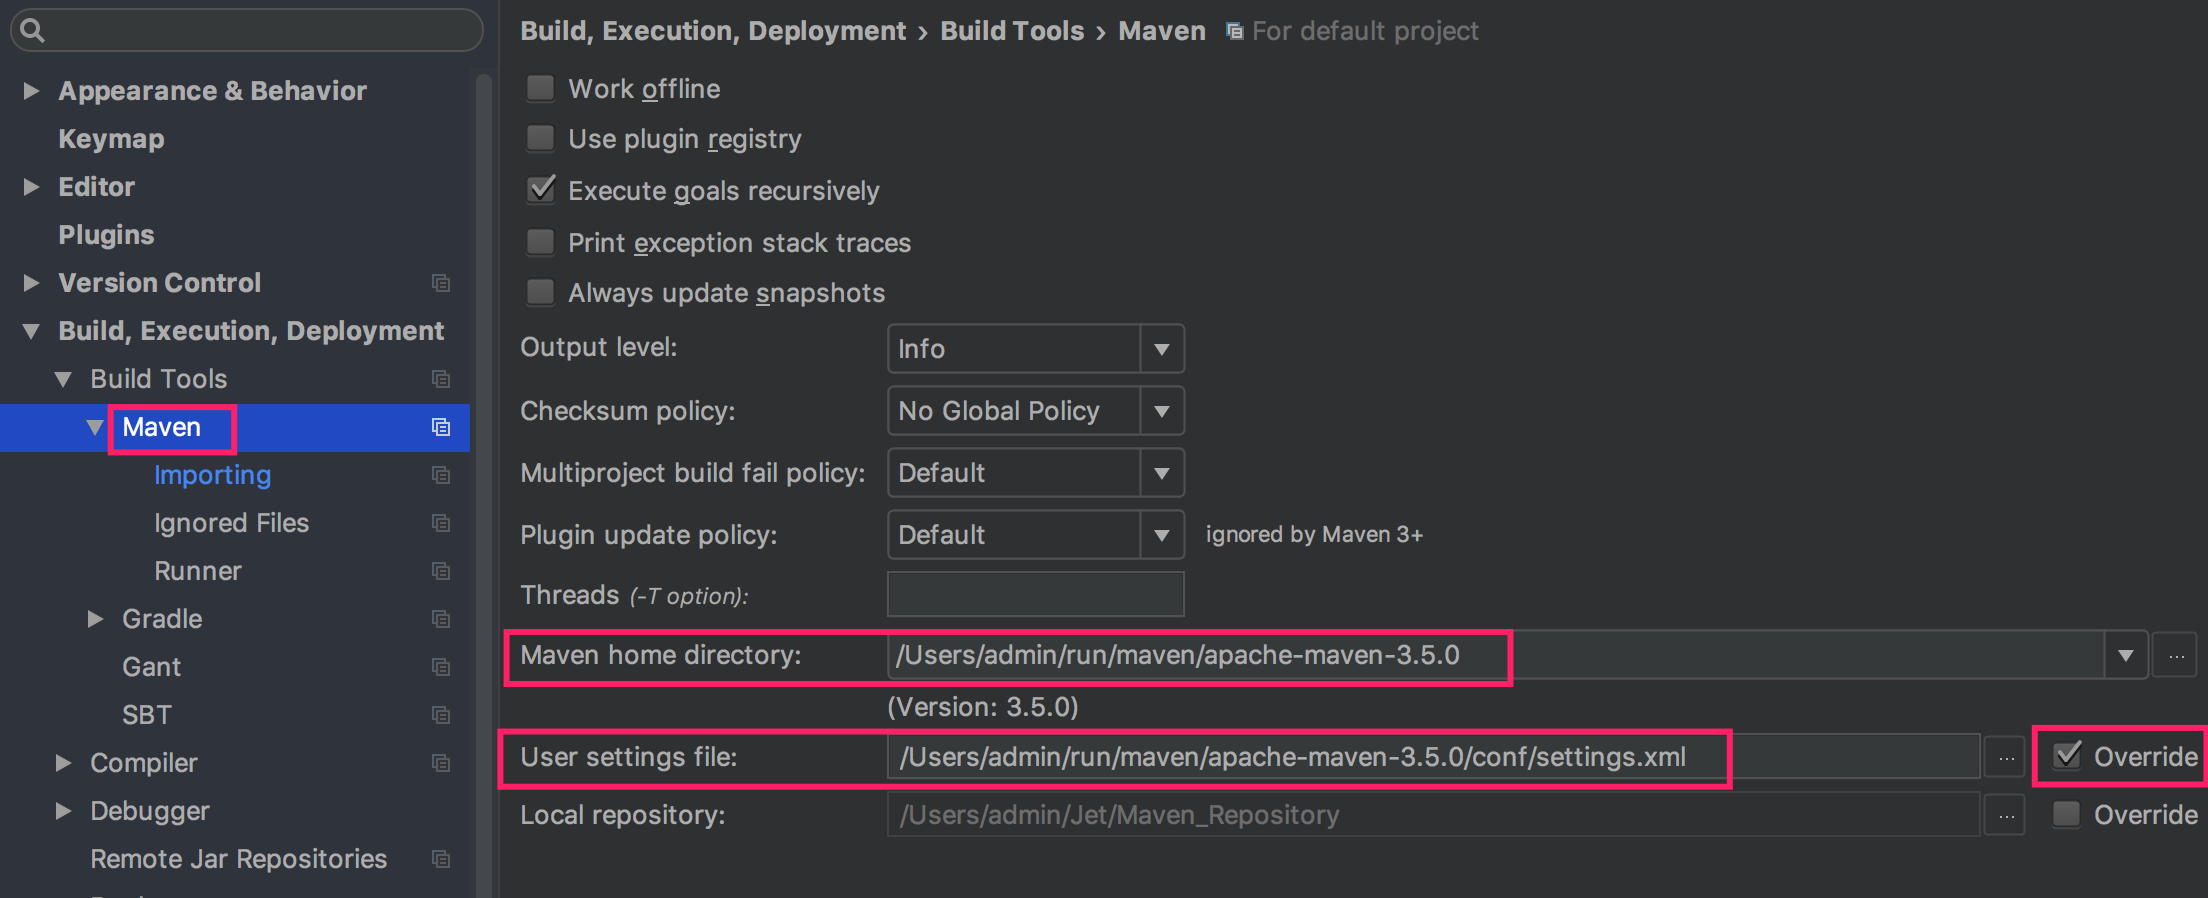 Appearance & Behavior
Keymap
Editor
Plugins
Version Control
Build, Execution, Deployment
Build Tools
Maven
Importing
Ignored Files
Runner
Gradle
Gant
SBT
Compiler
Debugger
Remote Jar Repositories
Build, Execution, Deployment › Build Tools › Maven For default project
Work offline
Use plugin registry
Execute goals recursively
Print exception stack traces
Always update snapshots
Output level: Info
Checksum policy: No Global Policy
Multiproject build fail policy: Default
Plugin update policy: Default ignored by Maven 3+
Threads (-T option):
Maven home directory: /Users/admin/run/maven/apache-maven-3.5.0 ...
(Version: 3.5.0)
User settings file: /Users/admin/run/maven/apache-maven-3.5.0/conf/settings.xml ... Override
Local repository: /Users/admin/Jet/Maven_Repository ... Override